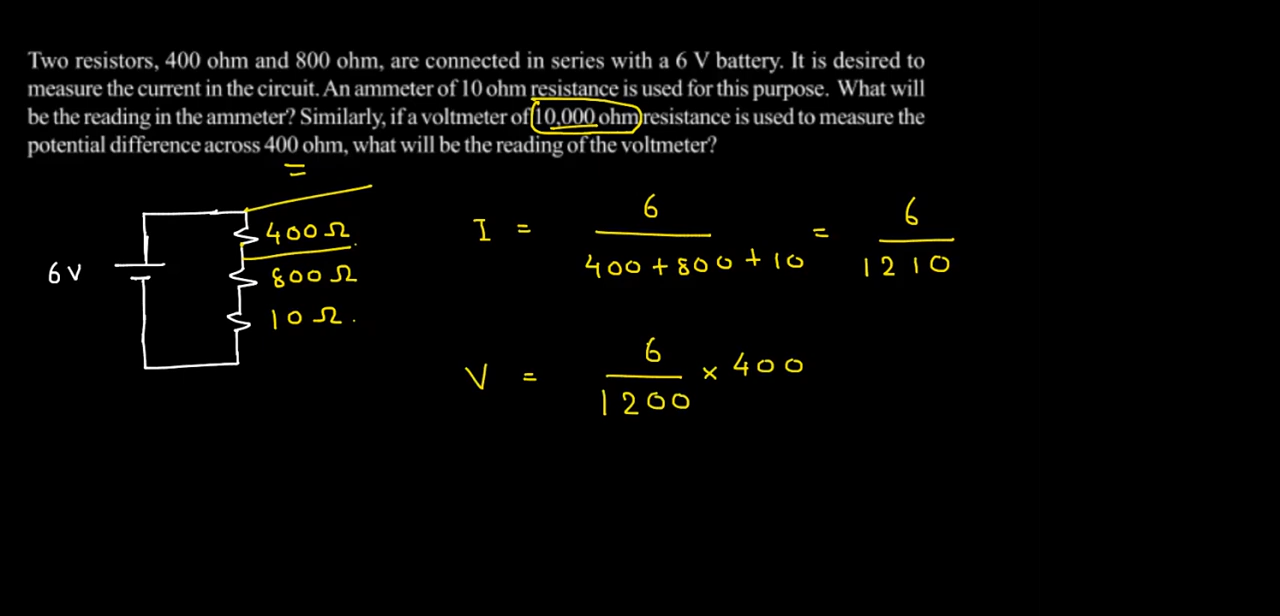 Two resistors, 400 ohm and 800 ohm, are connected in series with a 6 V battery. It is desired to
measure the current in the circuit. An ammeter of 10 ohm resistance is used for this purpose. What will
be the reading in the ammeter? Similarly, if a voltmeter of 10,000 ohm resistance is used to measure the
potential difference across 400 ohm, what will be the reading of the voltmeter?
=
400 Ω
6 V
800 Ω
10 Ω.
I = 6 / 400 + 800 + 10 = 6 / 1210
V = 6 / 1200 × 400